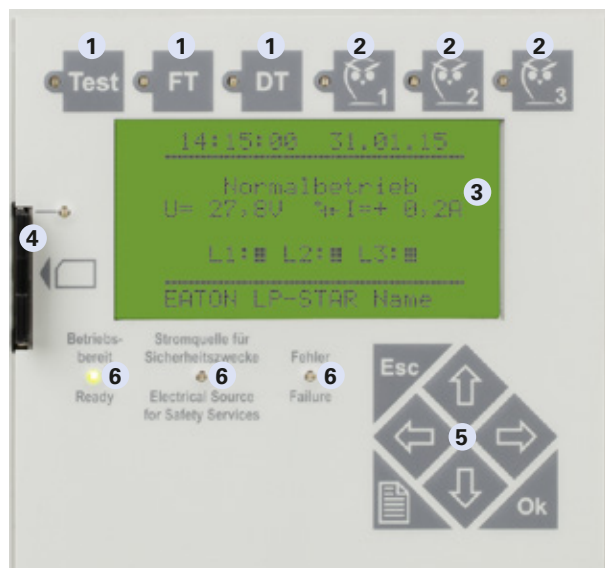 1 1 1 2 2 2
Test FT DT 1 2 3
14:15:00 31.01.15
Normalbetrieb
3
U= 27,8V I=+ 0,2A
4
L1: L2: L3:
EATON LP-STAR Name
Betriebs-
bereit
6
Ready
Stromquelle für
Sicherheitszwecke
6
Electrical Source
for Safety Services
Fehler
6
Failure
Esc
5
Ok